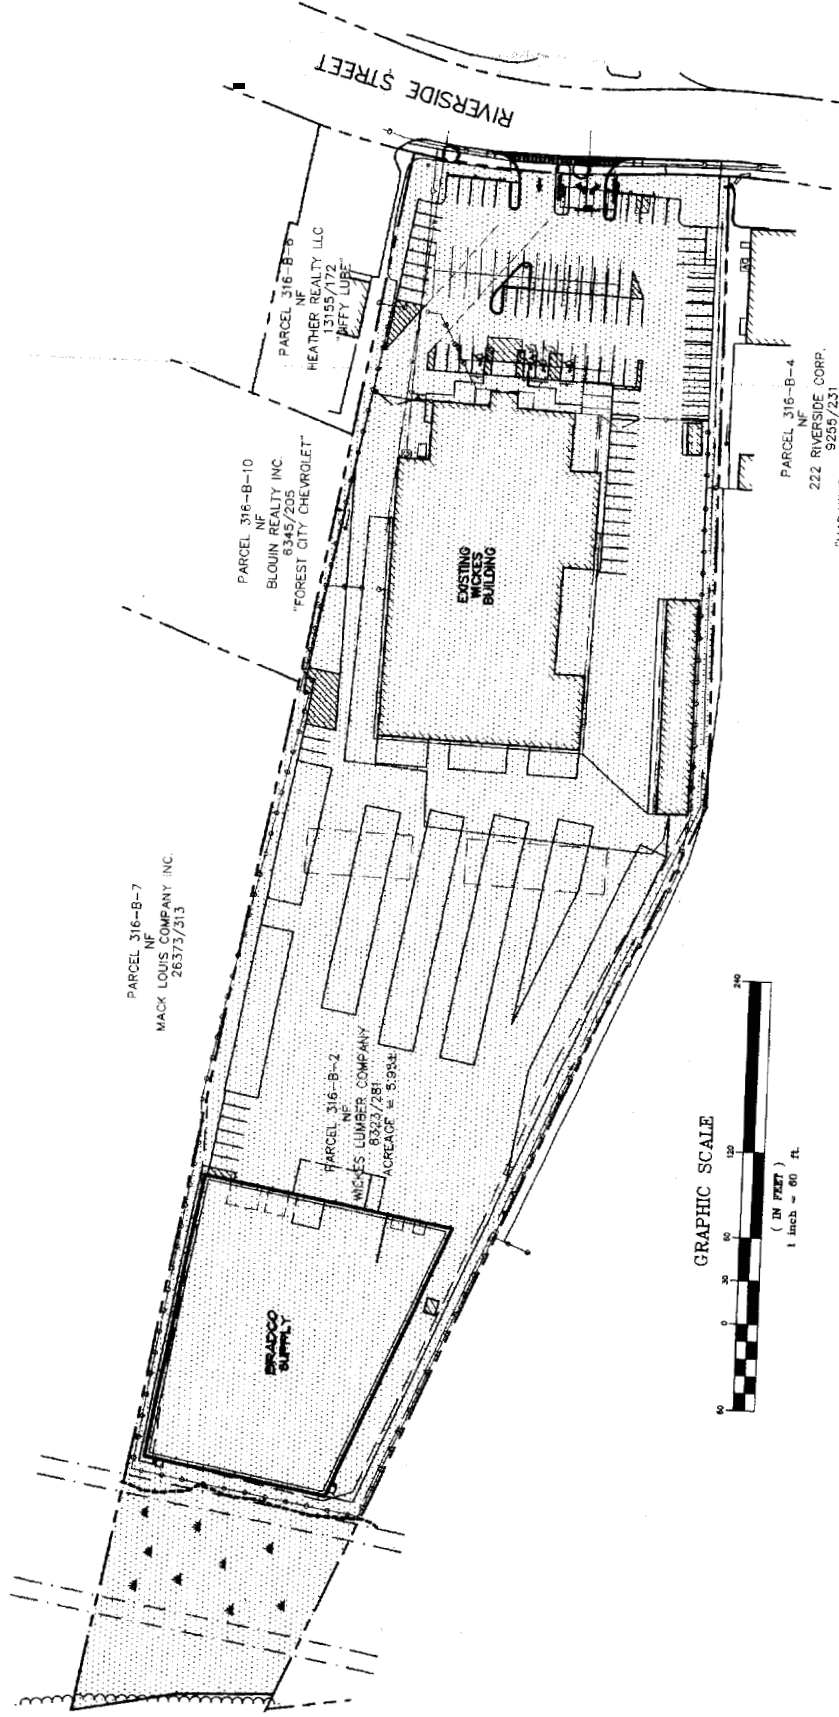 RIVERSIDE STREET
PARCEL 316-B-8
NF
HEATHER REALTY LLC
13155/172
"JIFFY LUBE"
PARCEL 316-B-10
NF
BLOUIN REALTY INC.
6345/205
"FOREST CITY CHEVROLET"
PARCEL 316-B-4
NF
222 RIVERSIDE CORP.
9255/231
EXISTING
WICKES
BUILDING
PARCEL 316-B-7
NF
MACK LOUIS COMPANY INC.
26373/313
PARCEL 316-B-2
NF
WICKES LUMBER COMPANY
8323/281
ACREAGE = 5.95±
BRADCO
SUPPLY
GRAPHIC SCALE
60 0 30 60 120 240
( IN FEET )
1 inch = 60 ft.